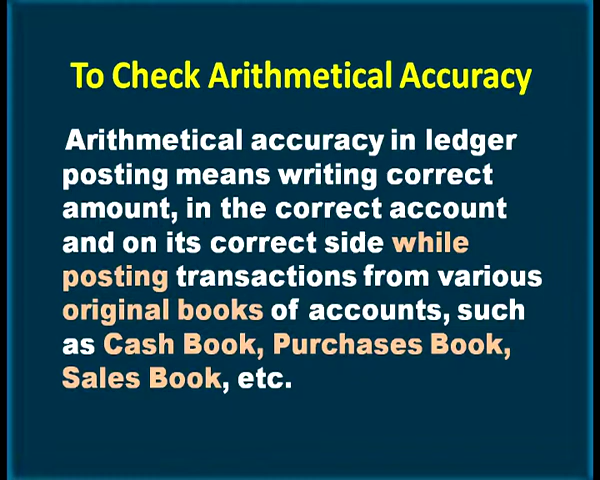 To Check Arithmetical Accuracy
Arithmetical accuracy in ledger
posting means writing correct
amount, in the correct account
and on its correct side while
posting transactions from various
original books of accounts, such
as Cash Book, Purchases Book,
Sales Book, etc.